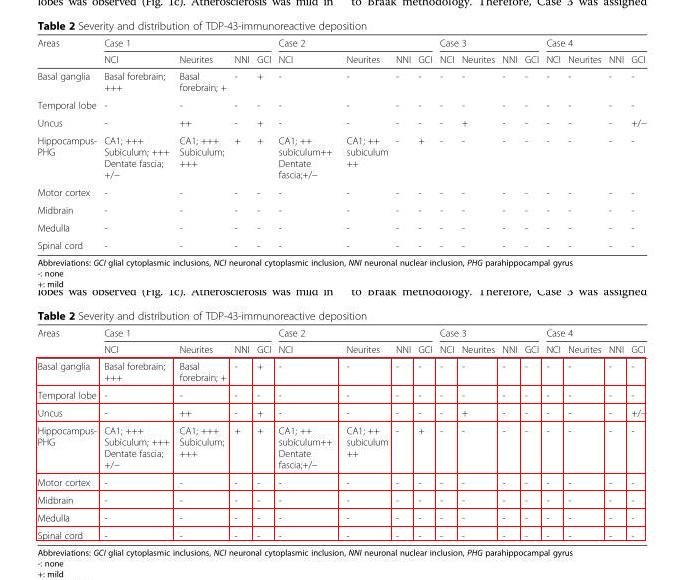 lobes was observed (Fig. 1c). Atherosclerosis was mild in to Braak methodology. Therefore, Case 3 was assigned
Table 2 Severity and distribution of TDP-43-immunoreactive deposition
Areas Case 1 Case 2 Case 3 Case 4
NCI Neurites NNI GCI NCI Neurites NNI GCI NCI Neurites NNI GCI NCI Neurites NNI GCI
Basal ganglia Basal forebrain; Basal - + - - - - - - - - - - - -
+++ forebrain; +
Temporal lobe - - - - - - - - - - - - - - - -
Uncus - ++ - + - - - - - + - - - - - +/−
Hippocampus- CA1; +++ CA1; +++ + + CA1; ++ CA1; ++ - + - - - - - - - -
PHG Subiculum; +++ Subiculum; subiculum++ subiculum
Dentate fascia; +++ Dentate ++
+/− fascia;+/−
Motor cortex - - - - - - - - - - - - - - - -
Midbrain - - - - - - - - - - - - - - - -
Medulla - - - - - - - - - - - - - - - -
Spinal cord - - - - - - - - - - - - - - - -
Abbreviations: GCI glial cytoplasmic inclusions, NCI neuronal cytoplasmic inclusion, NNI neuronal nuclear inclusion, PHG parahippocampal gyrus
-: none
+: mild
lobes was observed (Fig. 1c). Atherosclerosis was mild in to Braak methodology. Therefore, Case 3 was assigned
Table 2 Severity and distribution of TDP-43-immunoreactive deposition
Areas Case 1 Case 2 Case 3 Case 4
NCI Neurites NNI GCI NCI Neurites NNI GCI NCI Neurites NNI GCI NCI Neurites NNI GCI
Basal ganglia Basal forebrain; Basal - + - - - - - - - - - - - -
+++ forebrain; +
Temporal lobe - - - - - - - - - - - - - - - -
Uncus - ++ - + - - - - - + - - - - - +/−
Hippocampus- CA1; +++ CA1; +++ + + CA1; ++ CA1; ++ - + - - - - - - - -
PHG Subiculum; +++ Subiculum; subiculum++ subiculum
Dentate fascia; +++ Dentate ++
+/− fascia;+/−
Motor cortex - - - - - - - - - - - - - - - -
Midbrain - - - - - - - - - - - - - - - -
Medulla - - - - - - - - - - - - - - - -
Spinal cord - - - - - - - - - - - - - - - -
Abbreviations: GCI glial cytoplasmic inclusions, NCI neuronal cytoplasmic inclusion, NNI neuronal nuclear inclusion, PHG parahippocampal gyrus
-: none
+: mild